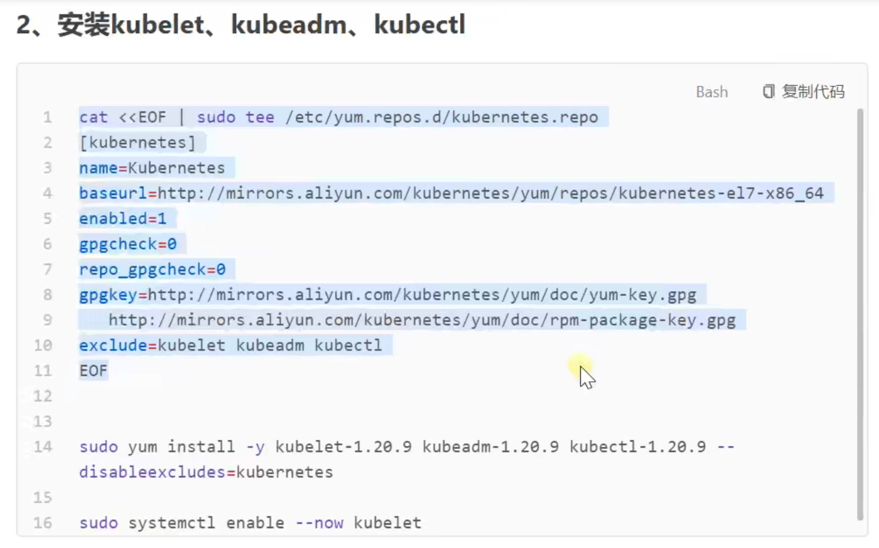 2、安装kubelet、kubeadm、kubectl
Bash 复制代码
1 cat <<EOF | sudo tee /etc/yum.repos.d/kubernetes.repo
2 [kubernetes]
3 name=Kubernetes
4 baseurl=http://mirrors.aliyun.com/kubernetes/yum/repos/kubernetes-el7-x86_64
5 enabled=1
6 gpgcheck=0
7 repo_gpgcheck=0
8 gpgkey=http://mirrors.aliyun.com/kubernetes/yum/doc/yum-key.gpg
9    http://mirrors.aliyun.com/kubernetes/yum/doc/rpm-package-key.gpg
10 exclude=kubelet kubeadm kubectl
11 EOF
12
13
14 sudo yum install -y kubelet-1.20.9 kubeadm-1.20.9 kubectl-1.20.9 --
disableexcludes=kubernetes
15
16 sudo systemctl enable --now kubelet